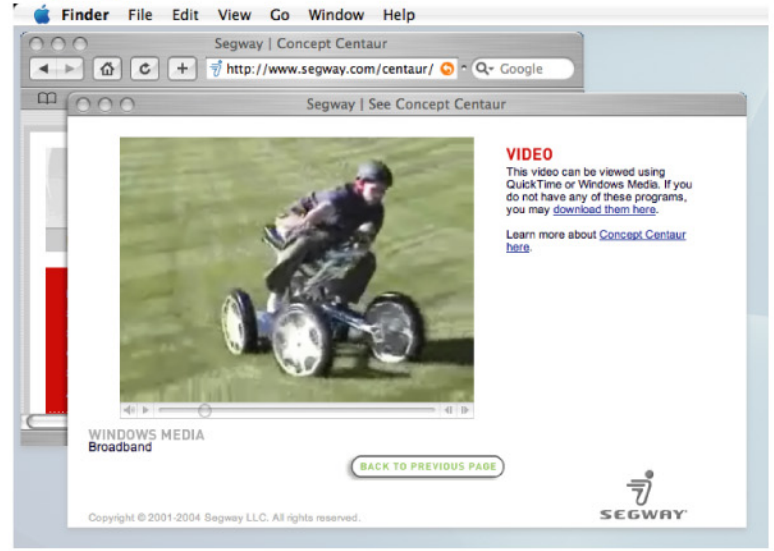 Finder File Edit View Go Window Help
Segway | Concept Centaur
http://www.segway.com/centaur/ Google
Segway | See Concept Centaur
VIDEO
This video can be viewed using
QuickTime or Windows Media. If you
do not have any of these programs,
you may download them here.
Learn more about Concept Centaur
here.
WINDOWS MEDIA
Broadband
BACK TO PREVIOUS PAGE
SEGWAY
Copyright © 2001-2004 Segway LLC. All rights reserved.